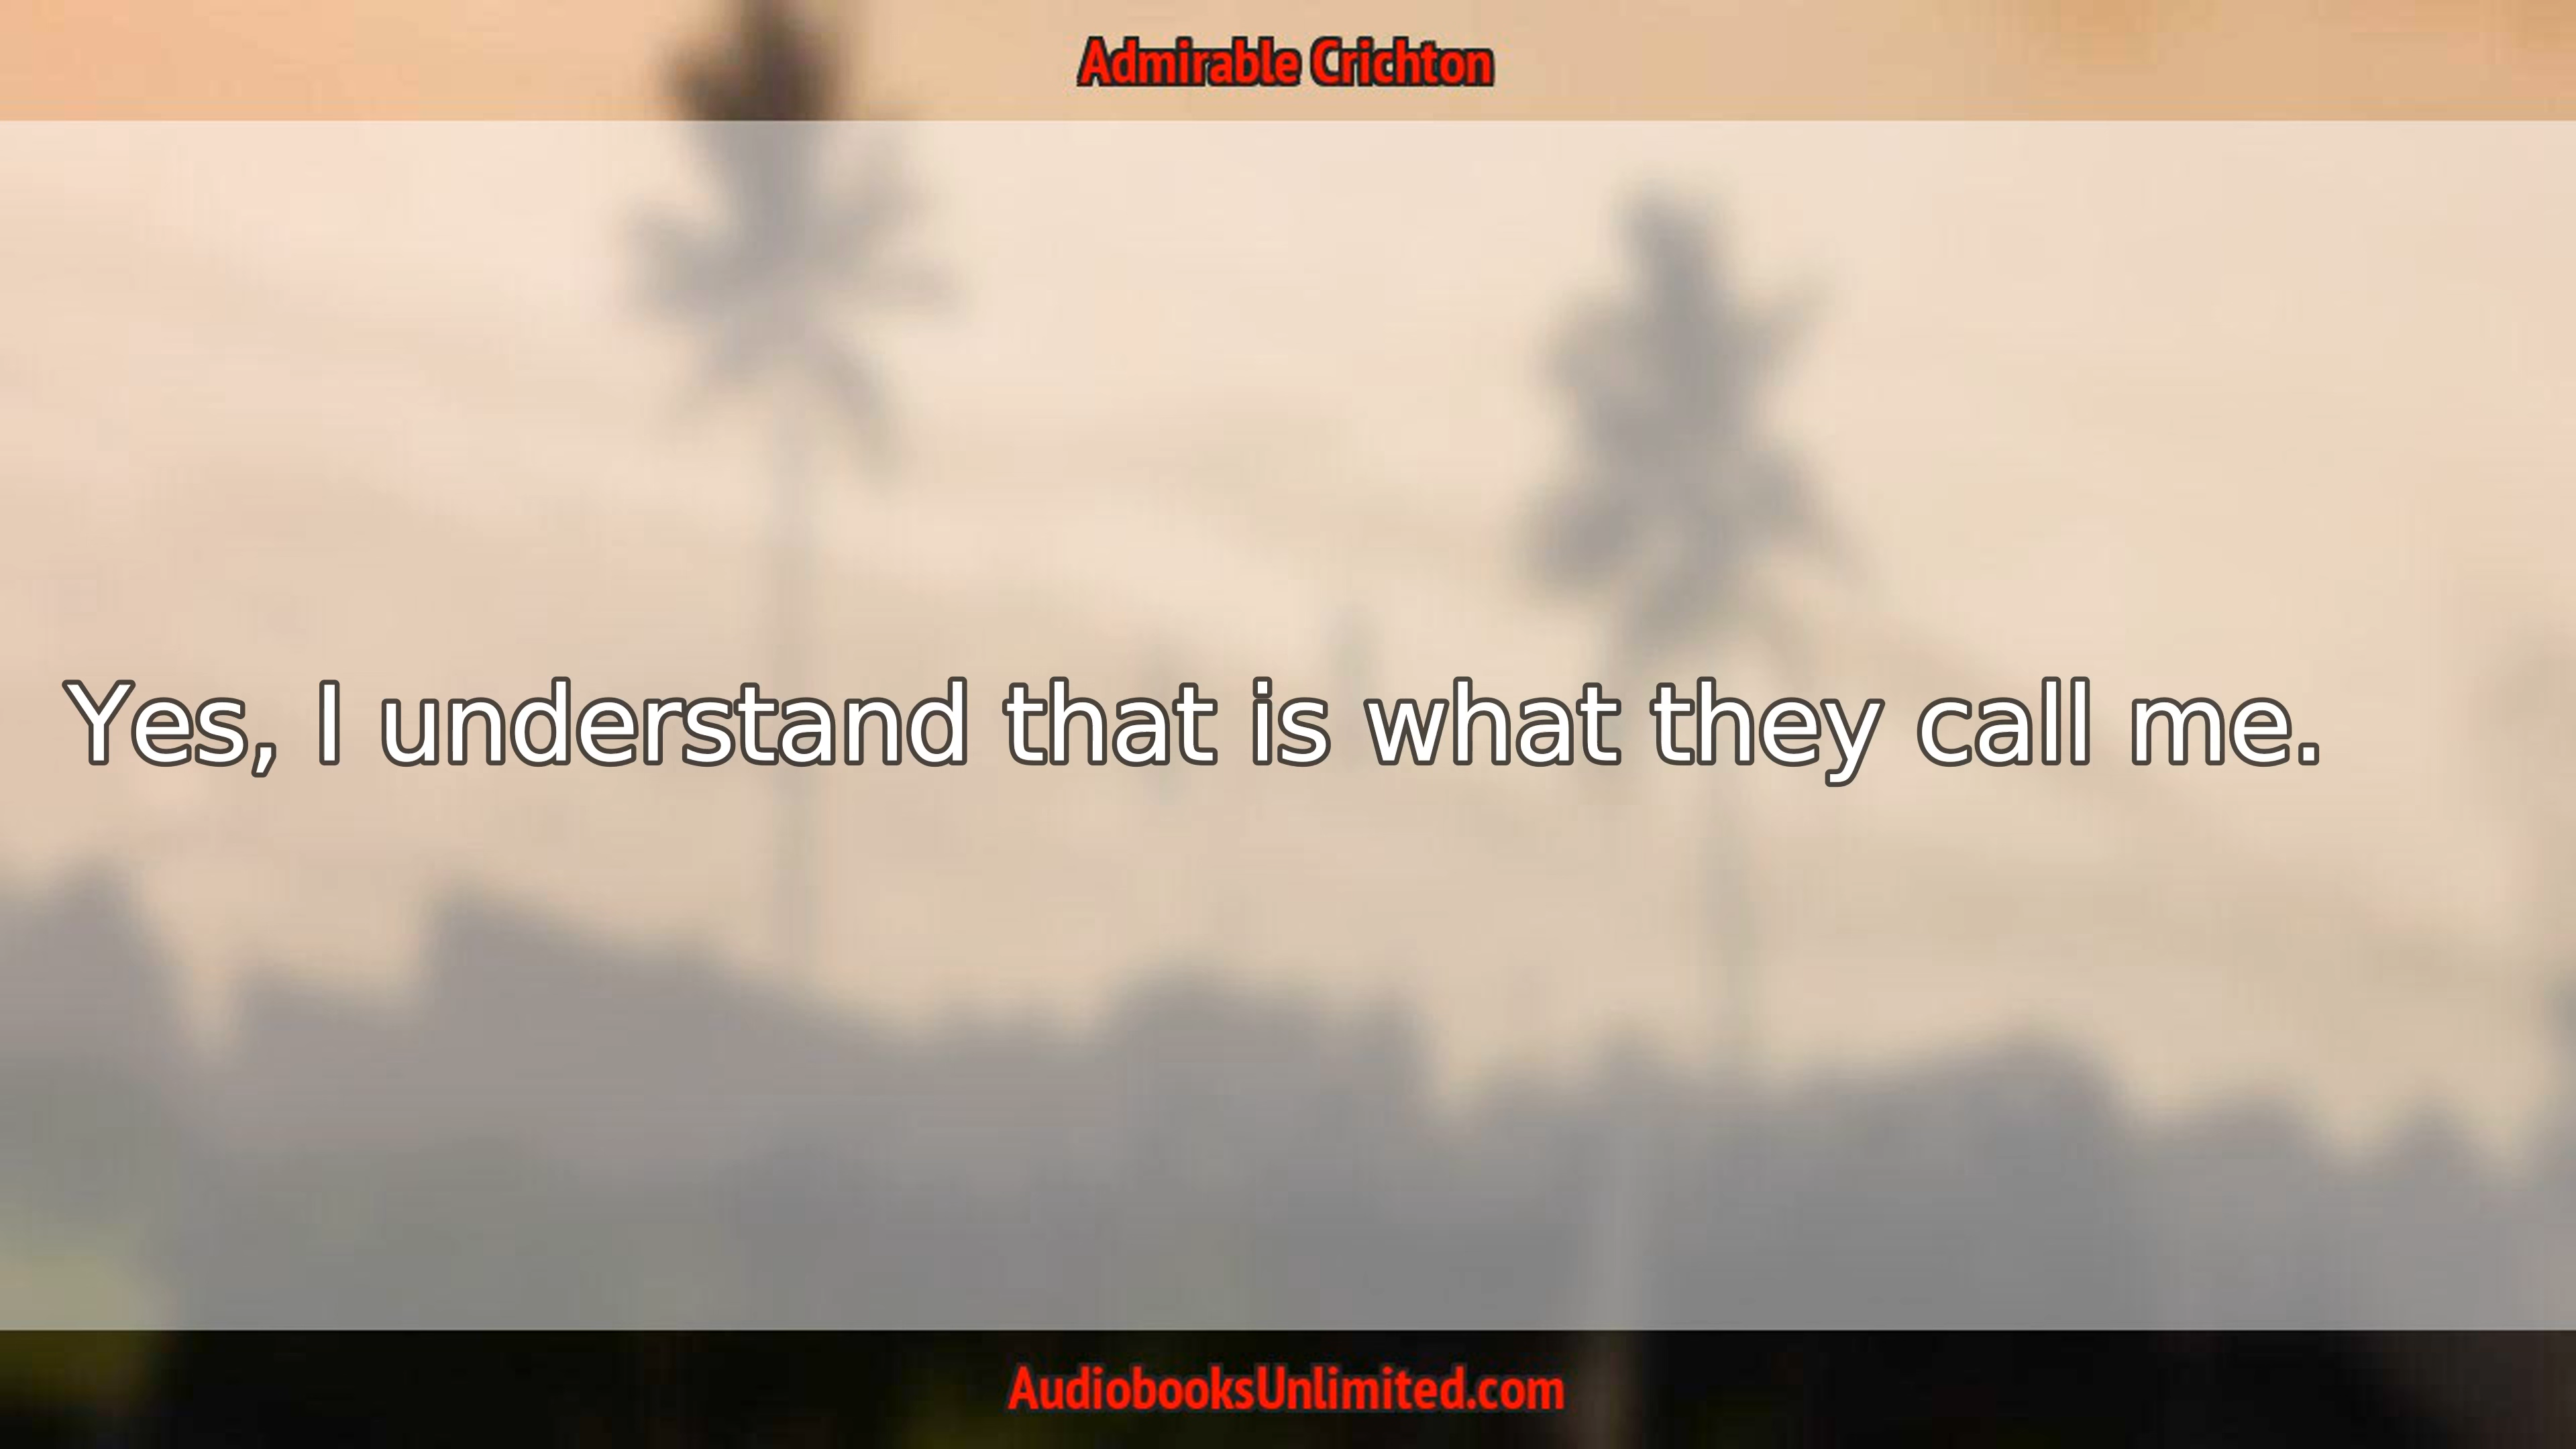 Admirable Crichton
Yes, I understand that is what they call me.
AudiobooksUnlimited.com